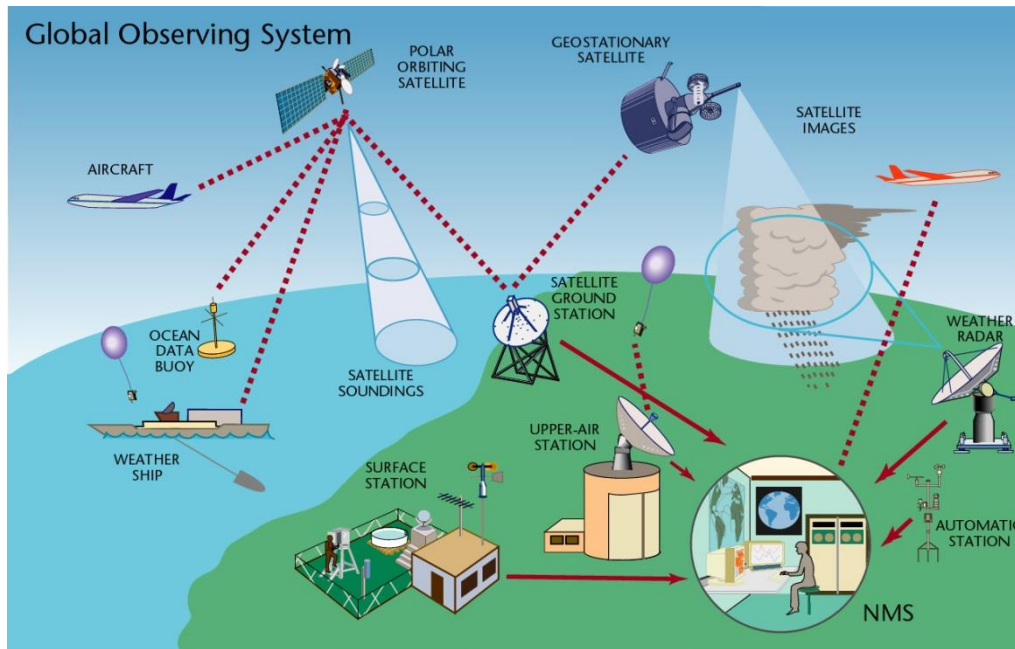 Global Observing System
POLAR
ORBITING
SATELLITE
GEOSTATIONARY
SATELLITE
SATELLITE
IMAGES
AIRCRAFT
OCEAN
DATA
BUOY
SATELLITE
GROUND
STATION
WEATHER
RADAR
SATELLITE
SOUNDINGS
WEATHER
SHIP
UPPER-AIR
STATION
SURFACE
STATION
AUTOMATIC
STATION
NMS